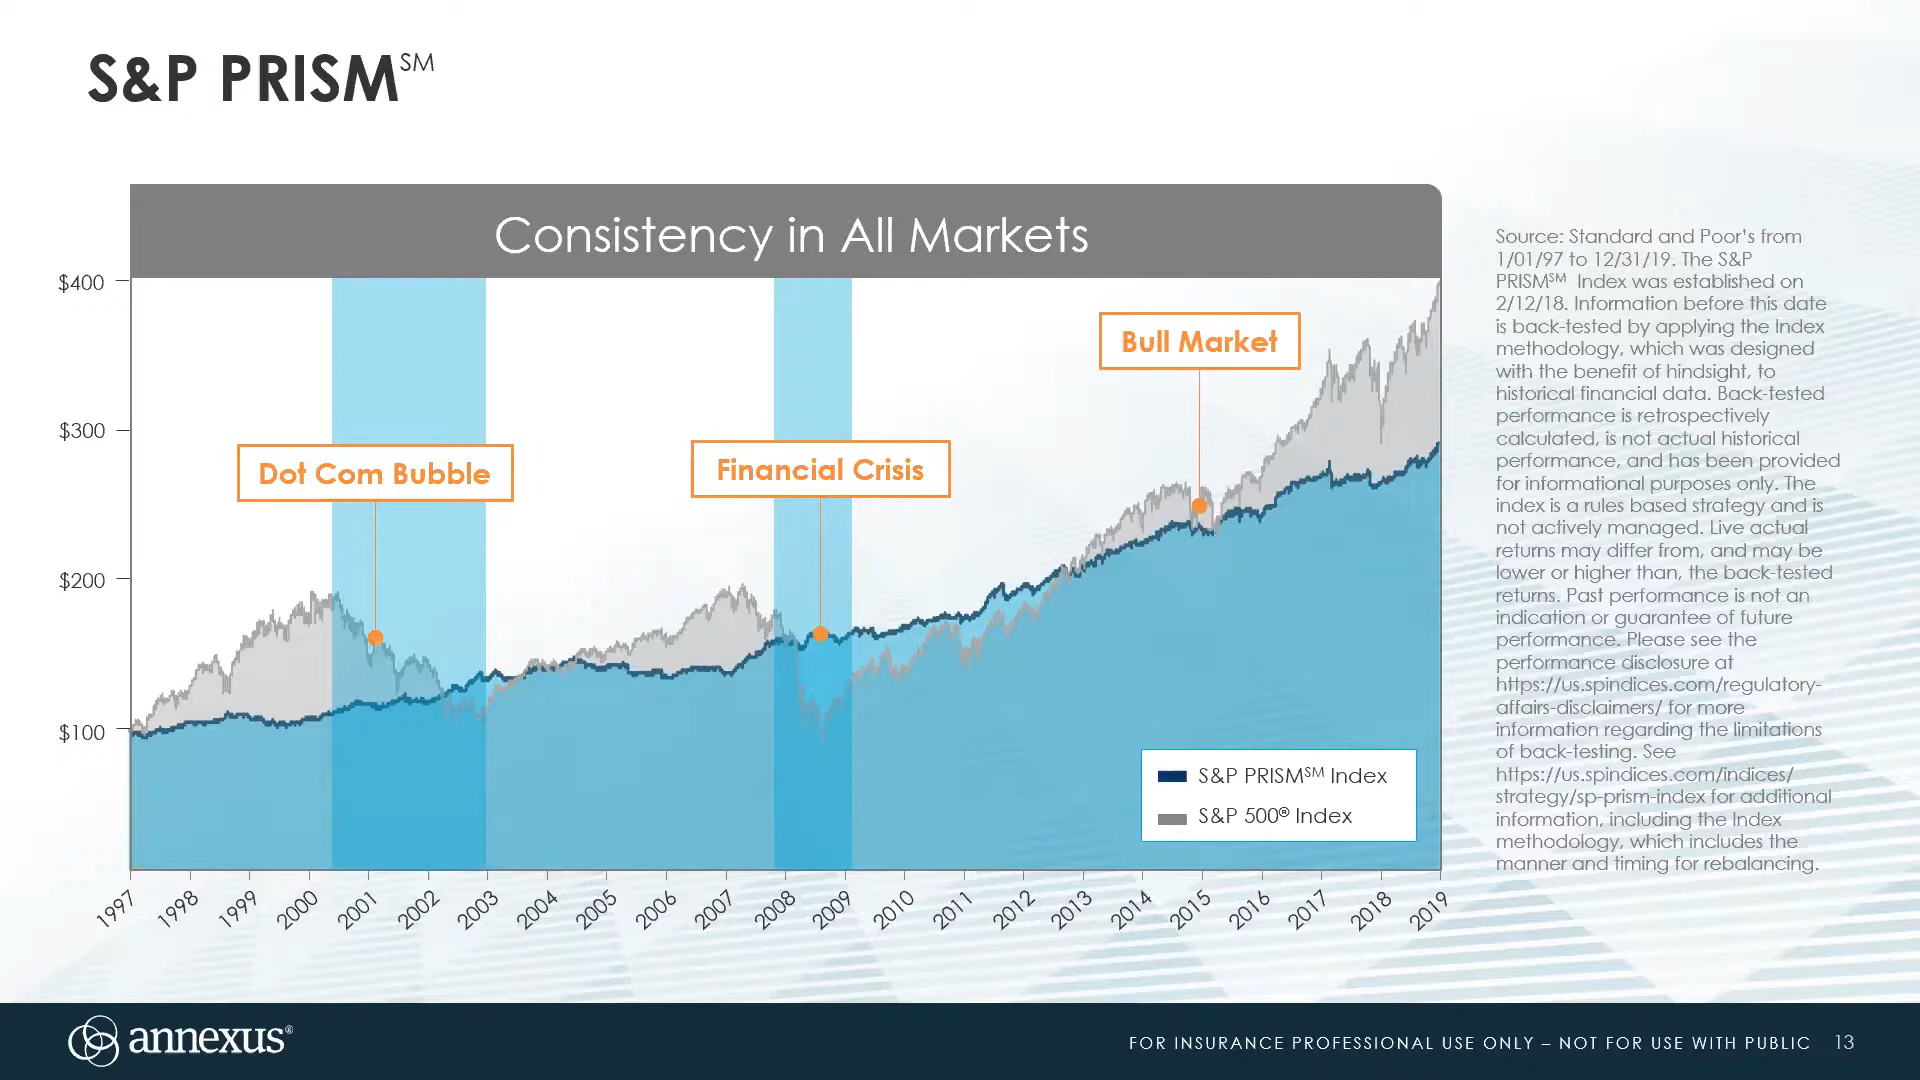 S&P PRISM℠
Consistency in All Markets
$400
$300
$200
$100
Dot Com Bubble
Financial Crisis
Bull Market
S&P PRISM℠ Index
S&P 500® Index
1997
1998
1999
2000
2001
2002
2003
2004
2005
2006
2007
2008
2009
2010
2011
2012
2013
2014
2015
2016
2017
2018
2019
Source: Standard and Poor’s from
1/01/97 to 12/31/19. The S&P
PRISM℠ Index was established on
2/12/18. Information before this date
is back-tested by applying the Index
methodology, which was designed
with the benefit of hindsight, to
historical financial data. Back-tested
performance is retrospectively
calculated, is not actual historical
performance, and has been provided
for informational purposes only. The
index is a rules based strategy and is
not actively managed. Live actual
returns may differ from, and may be
lower or higher than, the back-tested
returns. Past performance is not an
indication or guarantee of future
performance. Please see the
performance disclosure at
https://us.spindices.com/regulatory-
affairs-disclaimers/ for more
information regarding the limitations
of back-testing. See
https://us.spindices.com/indices/
strategy/sp-prism-index for additional
information, including the Index
methodology, which includes the
manner and timing for rebalancing.
annexus®
FOR INSURANCE PROFESSIONAL USE ONLY – NOT FOR USE WITH PUBLIC 13